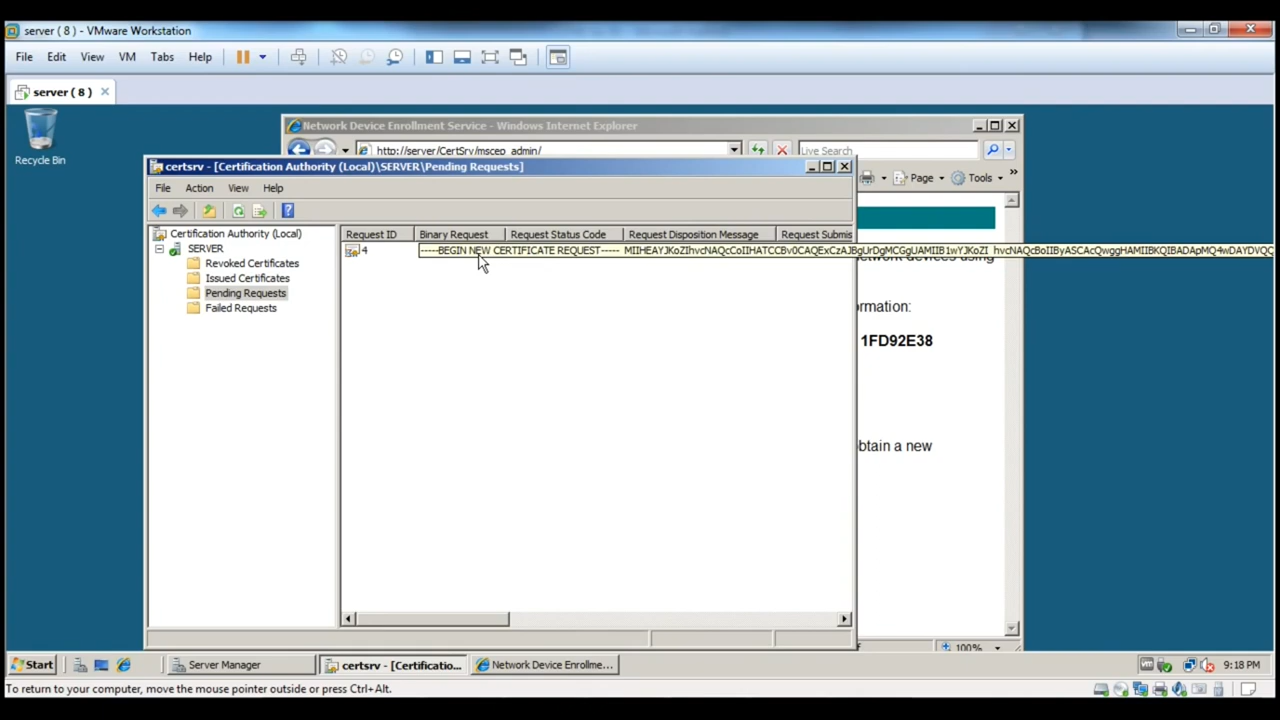 server ( 8 ) - VMware Workstation
File Edit View VM Tabs Help
server ( 8 )
Recycle Bin
Network Device Enrollment Service - Windows Internet Explorer
http://server/CertSrv/mscep_admin/
Live Search
Page
Tools
certsrv - [Certification Authority (Local)\SERVER\Pending Requests]
File Action View Help
Certification Authority (Local)
SERVER
Revoked Certificates
Issued Certificates
Pending Requests
Failed Requests
Request ID Binary Request Request Status Code Request Disposition Message Request Submis
4 -----BEGIN NEW CERTIFICATE REQUEST-----
etwork devices using
rmation:
1FD92E38
btain a new
100%
Start Server Manager certsrv - [Certificatio... Network Device Enrollme... 9:18 PM
To return to your computer, move the mouse pointer outside or press Ctrl+Alt.